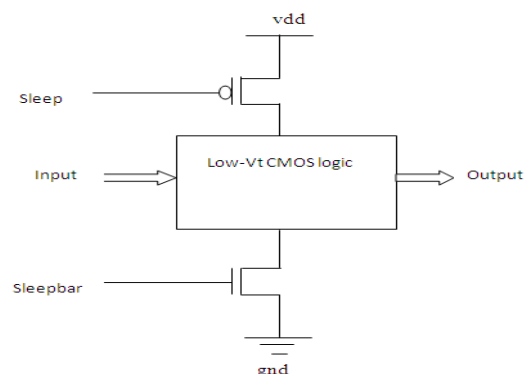 vdd
Sleep
Low-Vt CMOS logic
Input
Output
Sleepbar
gnd